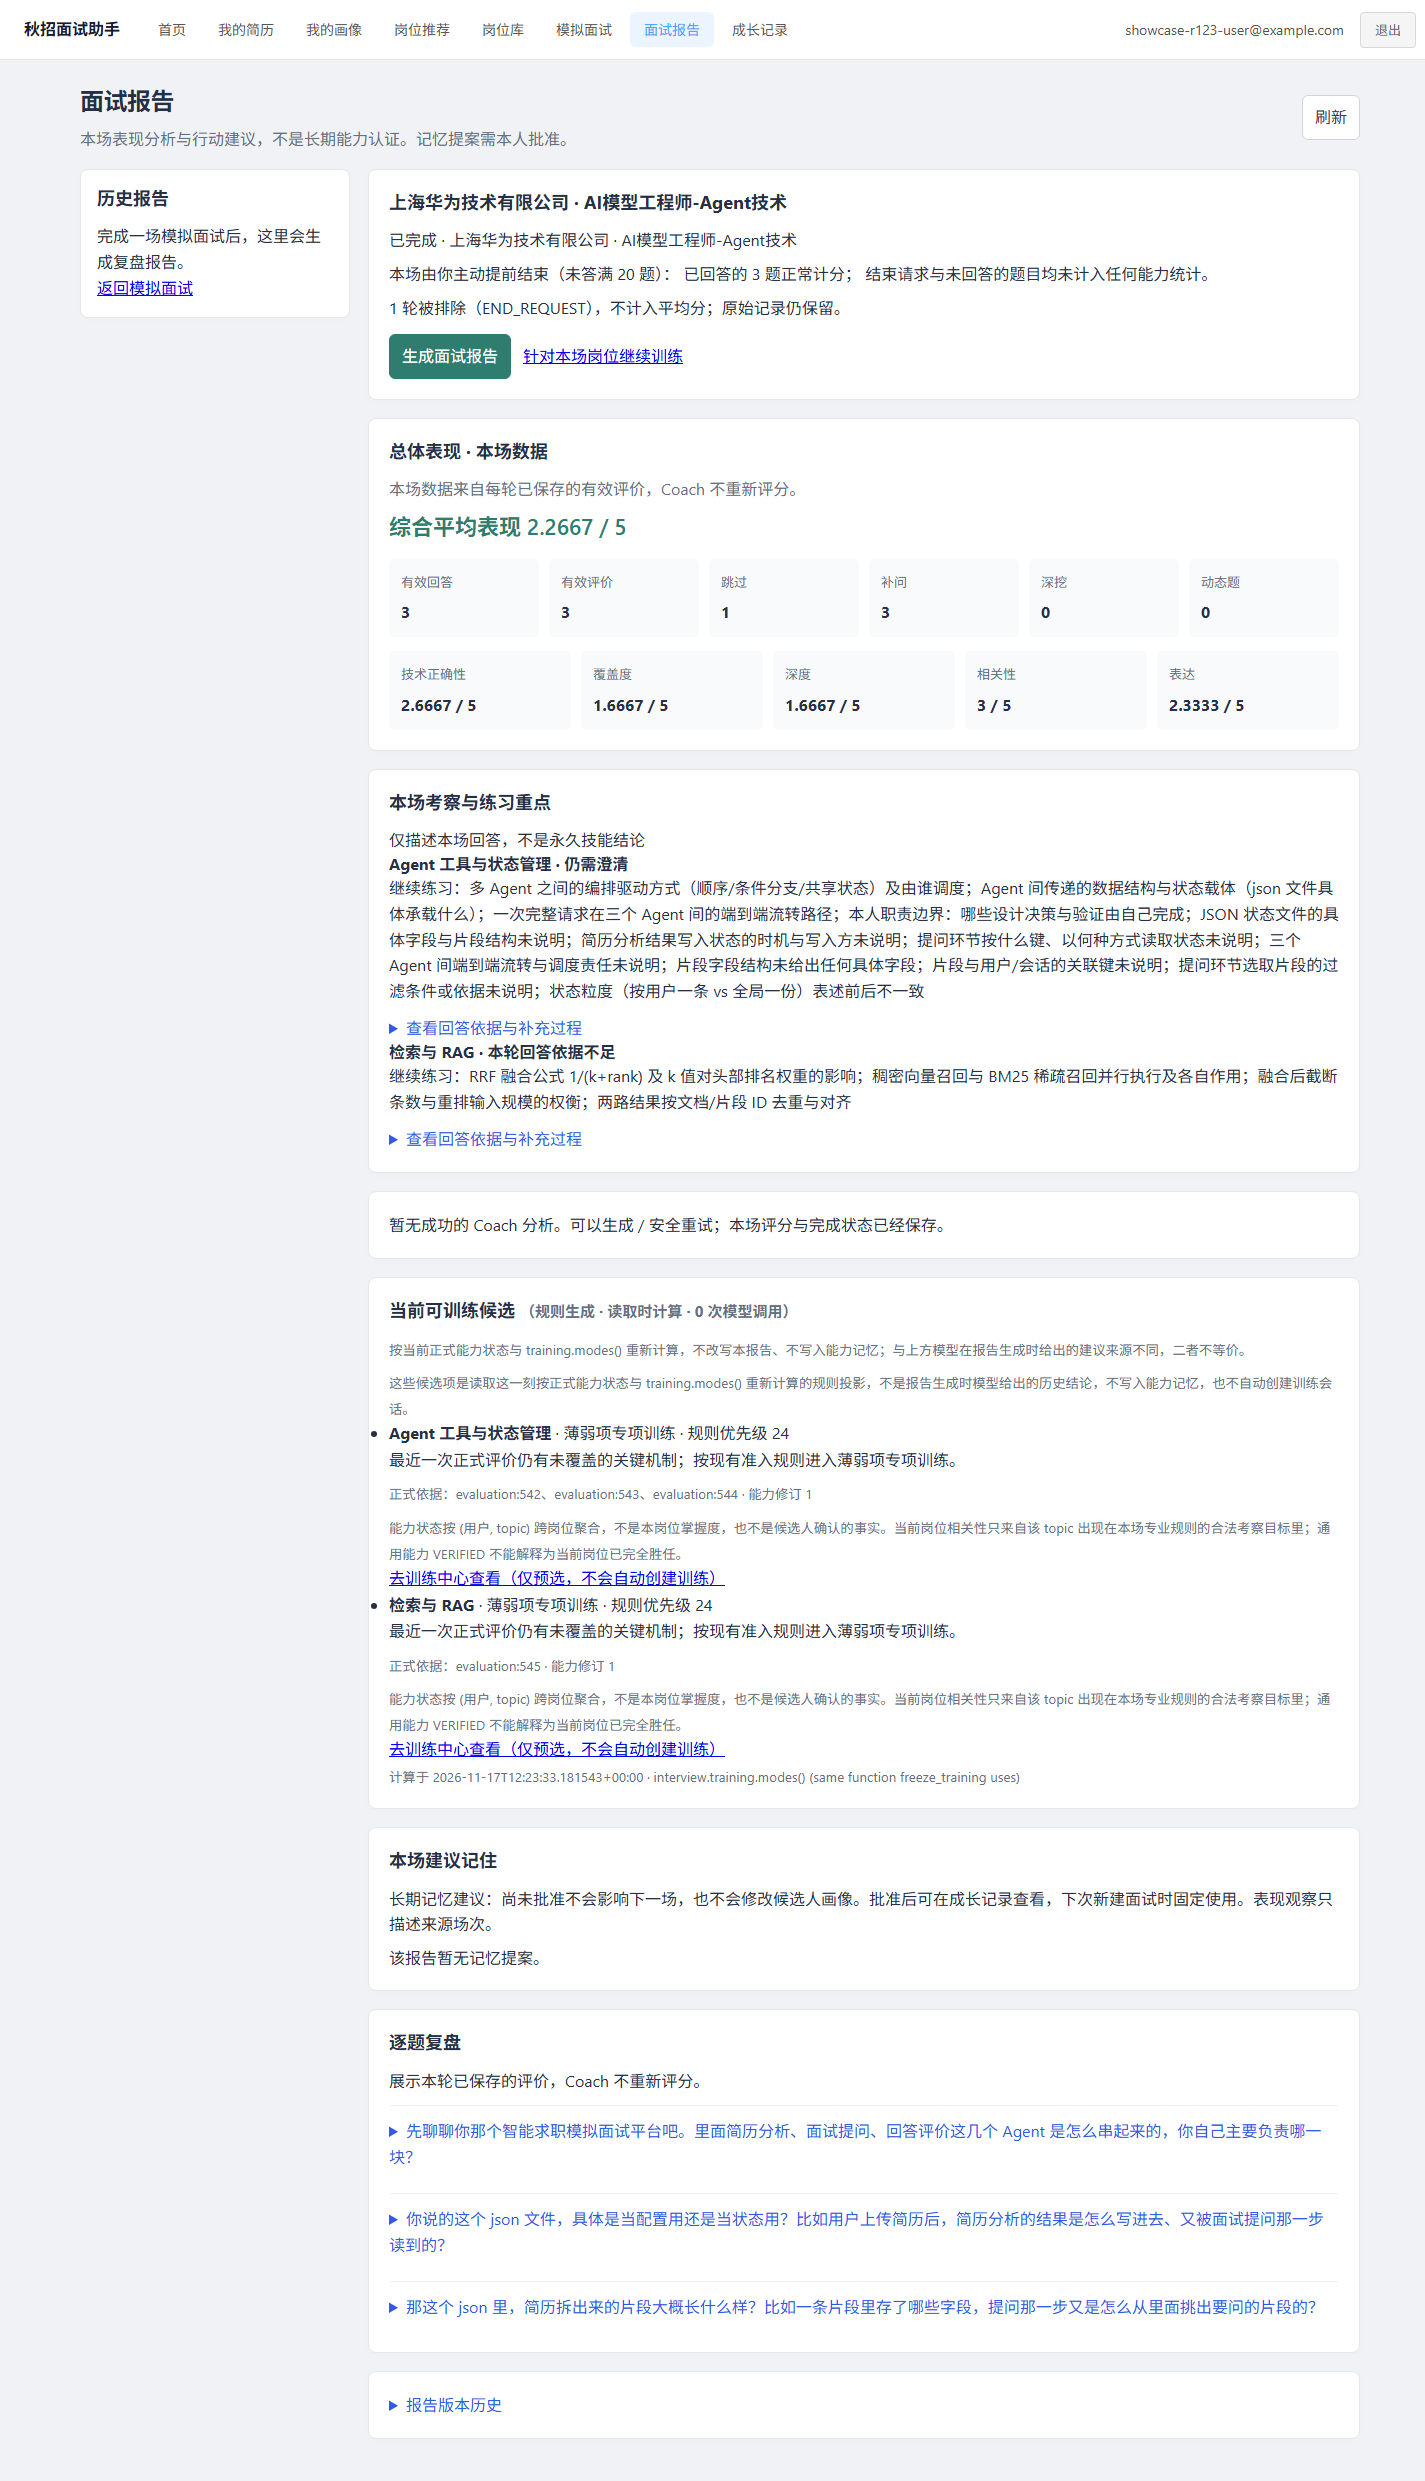 秋招面试助手
首页
我的简历
我的画像
岗位推荐
岗位库
模拟面试
面试报告
成长记录
showcase-r123-user@example.com
退出
面试报告
本场表现分析与行动建议，不是长期能力认证。记忆提案需本人批准。
刷新
历史报告
完成一场模拟面试后，这里会生
成复盘报告。
返回模拟面试
上海华为技术有限公司 · AI模型工程师-Agent技术
已完成 · 上海华为技术有限公司 · AI模型工程师-Agent技术
本场由你主动提前结束（未答满 20 题）： 已回答的 3 题正常计分； 结束请求与未回答的题目均未计入任何能力统计。
1 轮被排除（END_REQUEST），不计入平均分；原始记录仍保留。
生成面试报告
针对本场岗位继续训练
总体表现 · 本场数据
本场数据来自每轮已保存的有效评价，Coach 不重新评分。
综合平均表现 2.2667 / 5
有效回答
3
有效评价
3
跳过
1
补问
3
深挖
0
动态题
0
技术正确性
2.6667 / 5
覆盖度
1.6667 / 5
深度
1.6667 / 5
相关性
3 / 5
表达
2.3333 / 5
本场考察与练习重点
仅描述本场回答，不是永久技能结论
Agent 工具与状态管理 · 仍需澄清
继续练习：多 Agent 之间的编排驱动方式（顺序/条件分支/共享状态）及由谁调度；Agent 间传递的数据结构与状态载体（json 文件具
体承载什么）；一次完整请求在三个 Agent 间的端到端流转路径；本人职责边界：哪些设计决策与验证由自己完成；JSON 状态文件的具
体字段与片段结构未说明；简历分析结果写入状态的时机与写入方未说明；提问环节按什么键、以何种方式读取状态未说明；三个
Agent 间端到端流转与调度责任未说明；片段字段结构未给出任何具体字段；片段与用户/会话的关联键未说明；提问环节选取片段的过
滤条件或依据未说明；状态粒度（按用户一条 vs 全局一份）表述前后不一致
▶ 查看回答依据与补充过程
检索与 RAG · 本轮回答依据不足
继续练习：RRF 融合公式 1/(k+rank) 及 k 值对头部排名权重的影响；稠密向量召回与 BM25 稀疏召回并行执行及各自作用；融合后截断
条数与重排输入规模的权衡；两路结果按文档/片段 ID 去重与对齐
▶ 查看回答依据与补充过程
暂无成功的 Coach 分析。可以生成 / 安全重试；本场评分与完成状态已经保存。
当前可训练候选 （规则生成 · 读取时计算 · 0 次模型调用）
按当前正式能力状态与 training.modes() 重新计算，不改写本报告、不写入能力记忆；与上方模型在报告生成时给出的建议来源不同，二者不等价。
这些候选项是读取这一刻按正式能力状态与 training.modes() 重新计算的规则投影，不是报告生成时模型给出的历史结论，不写入能力记忆，也不自动创建训练会
话。
• Agent 工具与状态管理 · 薄弱项专项训练 · 规则优先级 24
最近一次正式评价仍有未覆盖的关键机制；按现有准入规则进入薄弱项专项训练。
正式依据：evaluation:542、evaluation:543、evaluation:544 · 能力修订 1
能力状态按 (用户, topic) 跨岗位聚合，不是本岗位掌握度，也不是候选人确认的事实。当前岗位相关性只来自该 topic 出现在本场专业规则的合法考察目标里；通
用能力 VERIFIED 不能解释为当前岗位已完全胜任。
去训练中心查看（仅预选，不会自动创建训练）
• 检索与 RAG · 薄弱项专项训练 · 规则优先级 24
最近一次正式评价仍有未覆盖的关键机制；按现有准入规则进入薄弱项专项训练。
正式依据：evaluation:545 · 能力修订 1
能力状态按 (用户, topic) 跨岗位聚合，不是本岗位掌握度，也不是候选人确认的事实。当前岗位相关性只来自该 topic 出现在本场专业规则的合法考察目标里；通
用能力 VERIFIED 不能解释为当前岗位已完全胜任。
去训练中心查看（仅预选，不会自动创建训练）
计算于 2026-11-17T12:23:33.181543+00:00 · interview.training.modes() (same function freeze_training uses)
本场建议记住
长期记忆建议：尚未批准不会影响下一场，也不会修改候选人画像。批准后可在成长记录查看，下次新建面试时固定使用。表现观察只
描述来源场次。
该报告暂无记忆提案。
逐题复盘
展示本轮已保存的评价，Coach 不重新评分。
▶ 先聊聊你那个智能求职模拟面试平台吧。里面简历分析、面试提问、回答评价这几个 Agent 是怎么串起来的，你自己主要负责哪一
块？
▶ 你说的这个 json 文件，具体是当配置用还是当状态用？比如用户上传简历后，简历分析的结果是怎么写进去、又被面试提问那一步
读到的？
▶ 那这个 json 里，简历拆出来的片段大概长什么样？比如一条片段里存了哪些字段，提问那一步又是怎么从里面挑出要问的片段的？
▶ 报告版本历史